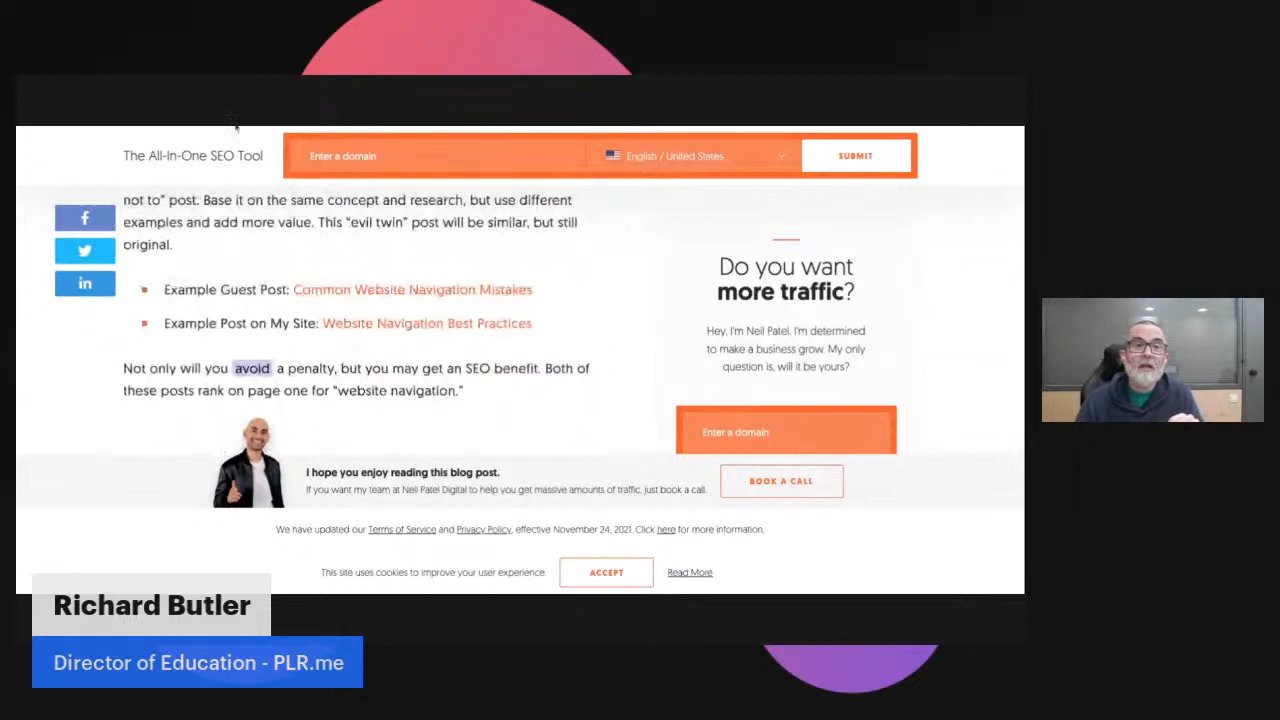 The All-In-One SEO Tool
Enter a domain
English / United States
SUBMIT
not to" post. Base it on the same concept and research, but use different
examples and add more value. This "evil twin" post will be similar, but still
original.
Example Guest Post: Common Website Navigation Mistakes
Example Post on My Site: Website Navigation Best Practices
Not only will you avoid a penalty, but you may get an SEO benefit. Both of
these posts rank on page one for "website navigation."
Do you want
more traffic?
Hey, I'm Neil Patel. I'm determined
to make a business grow. My only
question is, will it be yours?
Enter a domain
I hope you enjoy reading this blog post.
If you want my team at Neil Patel Digital to help you get massive amounts of traffic, just book a call.
BOOK A CALL
We have updated our Terms of Service and Privacy Policy, effective November 24, 2021. Click here for more information.
This site uses cookies to improve your user experience.
ACCEPT
Read More
Richard Butler
Director of Education - PLR.me